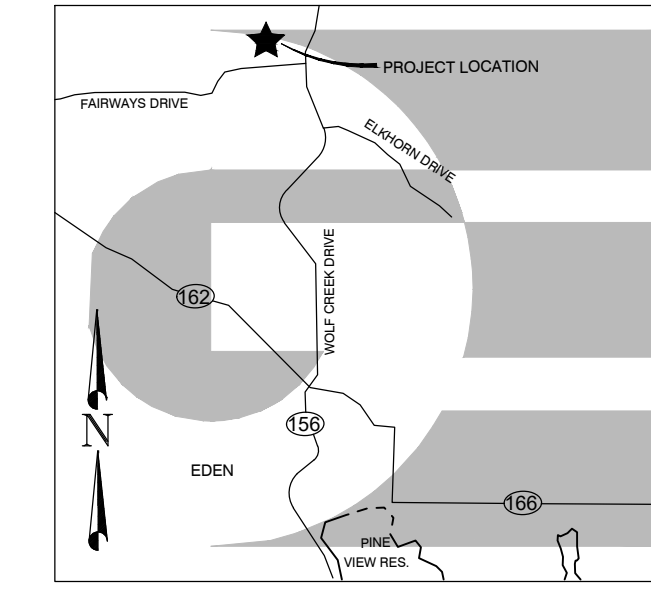 PROJECT LOCATION
FAIRWAYS DRIVE
ELKHORN DRIVE
WOLF CREEK DRIVE
162
156
N
EDEN
166
PINE
VIEW RES.